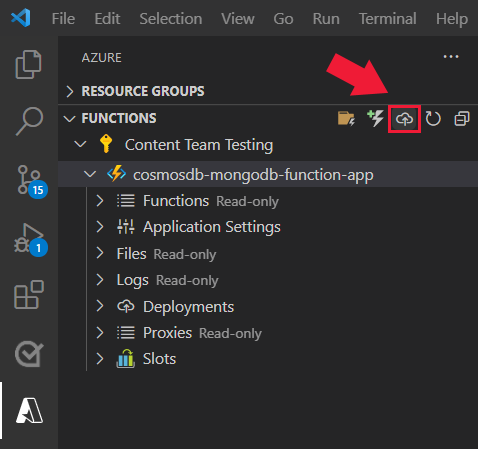 File Edit Selection View Go Run Terminal Help
AZURE
RESOURCE GROUPS
FUNCTIONS
Content Team Testing
cosmosdb-mongodb-function-app
Functions Read-only
15
Application Settings
1
Files Read-only
Logs Read-only
Deployments
Proxies Read-only
Slots